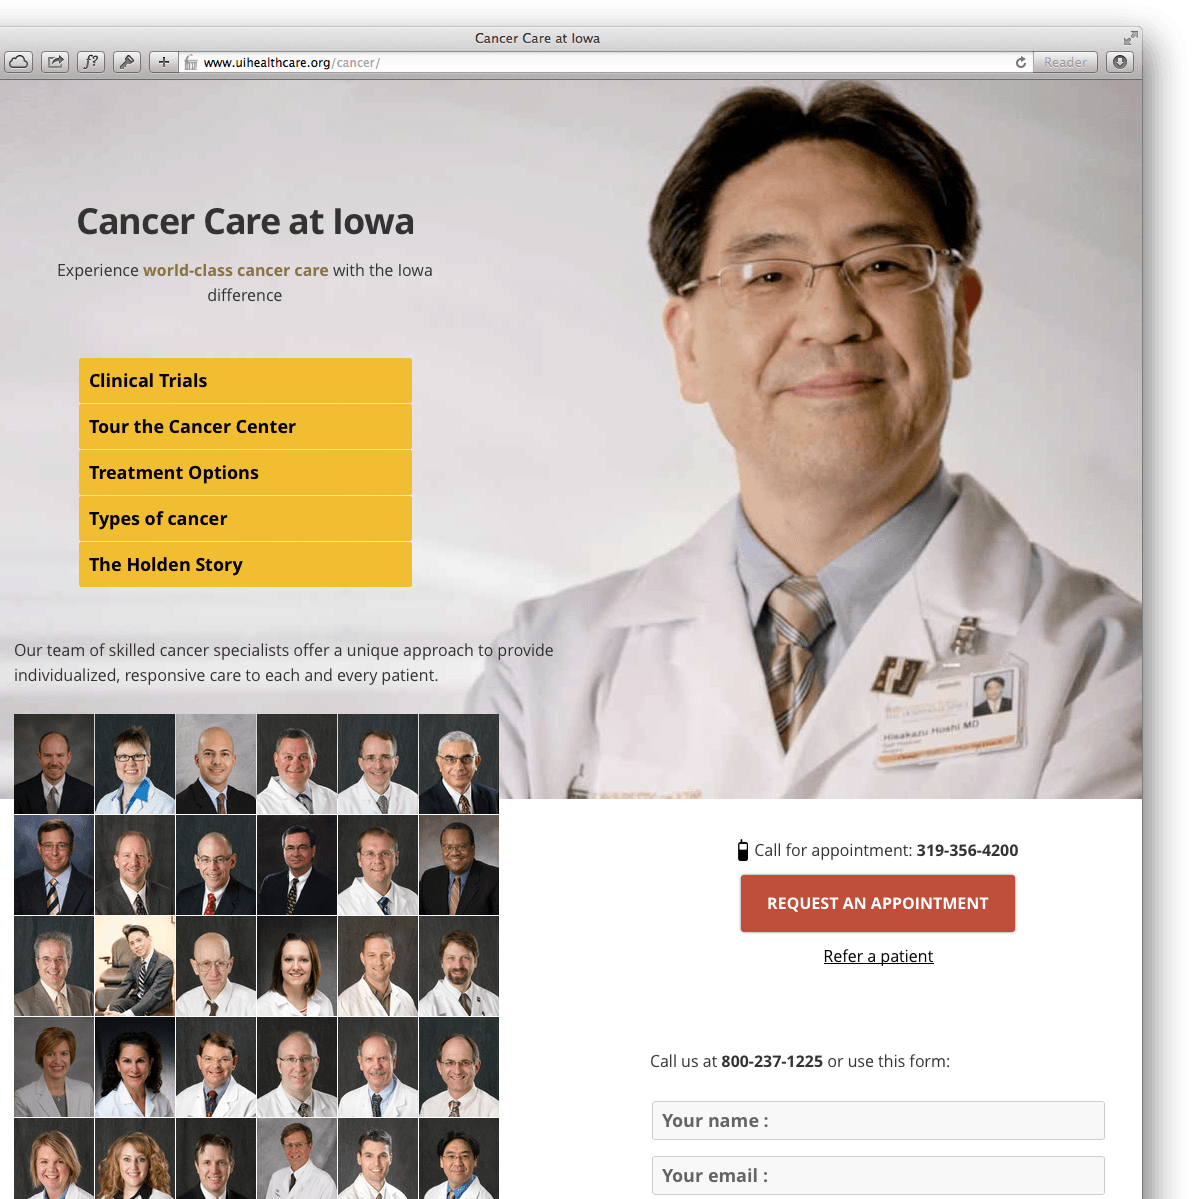 Cancer Care at Iowa
f?
www.uihealthcare.org/cancer/
Reader
Cancer Care at Iowa
Experience world-class cancer care with the Iowa
difference
Clinical Trials
Tour the Cancer Center
Treatment Options
Types of cancer
The Holden Story
Our team of skilled cancer specialists offer a unique approach to provide
individualized, responsive care to each and every patient.
Hisakazu Hoshi MD
Call for appointment: 319-356-4200
REQUEST AN APPOINTMENT
Refer a patient
Call us at 800-237-1225 or use this form:
Your name :
Your email :